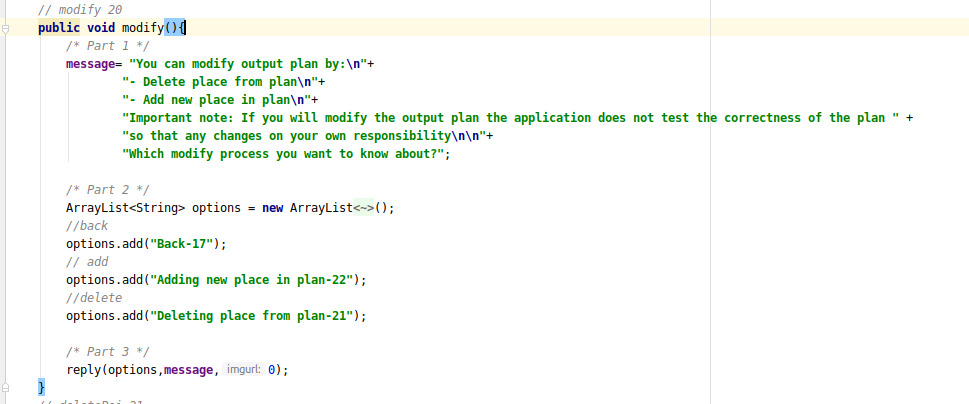 // modify 20
public void modify(){
/* Part 1 */
message= "You can modify output plan by:\n"+
"- Delete place from plan\n"+
"- Add new place in plan\n"+
"Important note: If you will modify the output plan the application does not test the correctness of the plan " +
"so that any changes on your own responsibility\n\n"+
"Which modify process you want to know about?";
/* Part 2 */
ArrayList<String> options = new ArrayList<~>();
//back
options.add("Back-17");
// add
options.add("Adding new place in plan-22");
//delete
options.add("Deleting place from plan-21");
/* Part 3 */
reply(options,message, imgurl: 0);
}